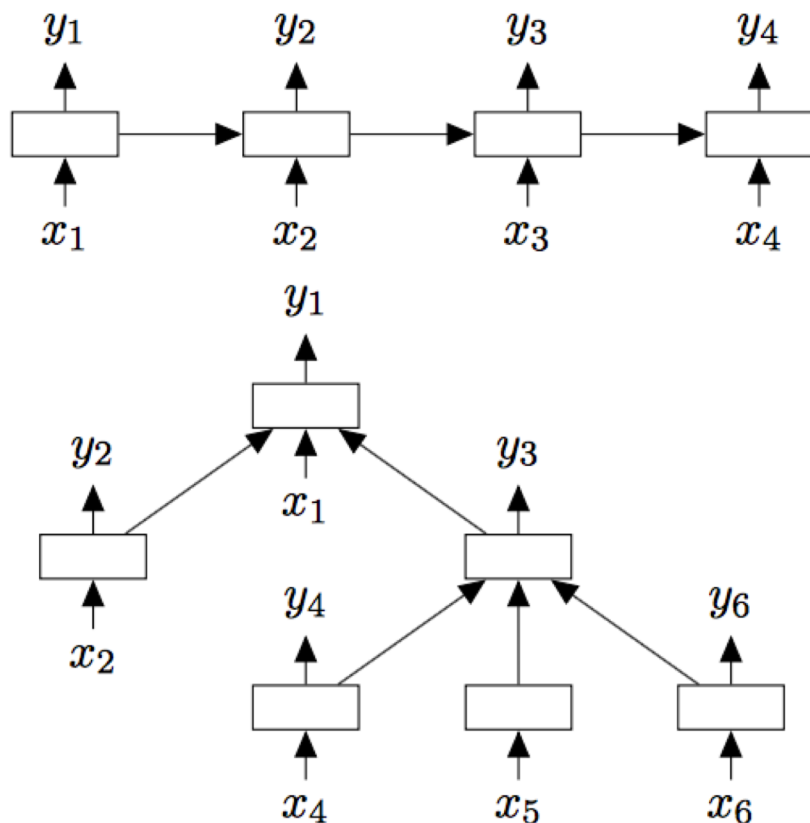 y₁ y₂ y₃ y₄
x₁ x₂ x₃ x₄
y₁
y₂ y₃
x₁
y₄ y₆
x₂
x₄ x₅ x₆